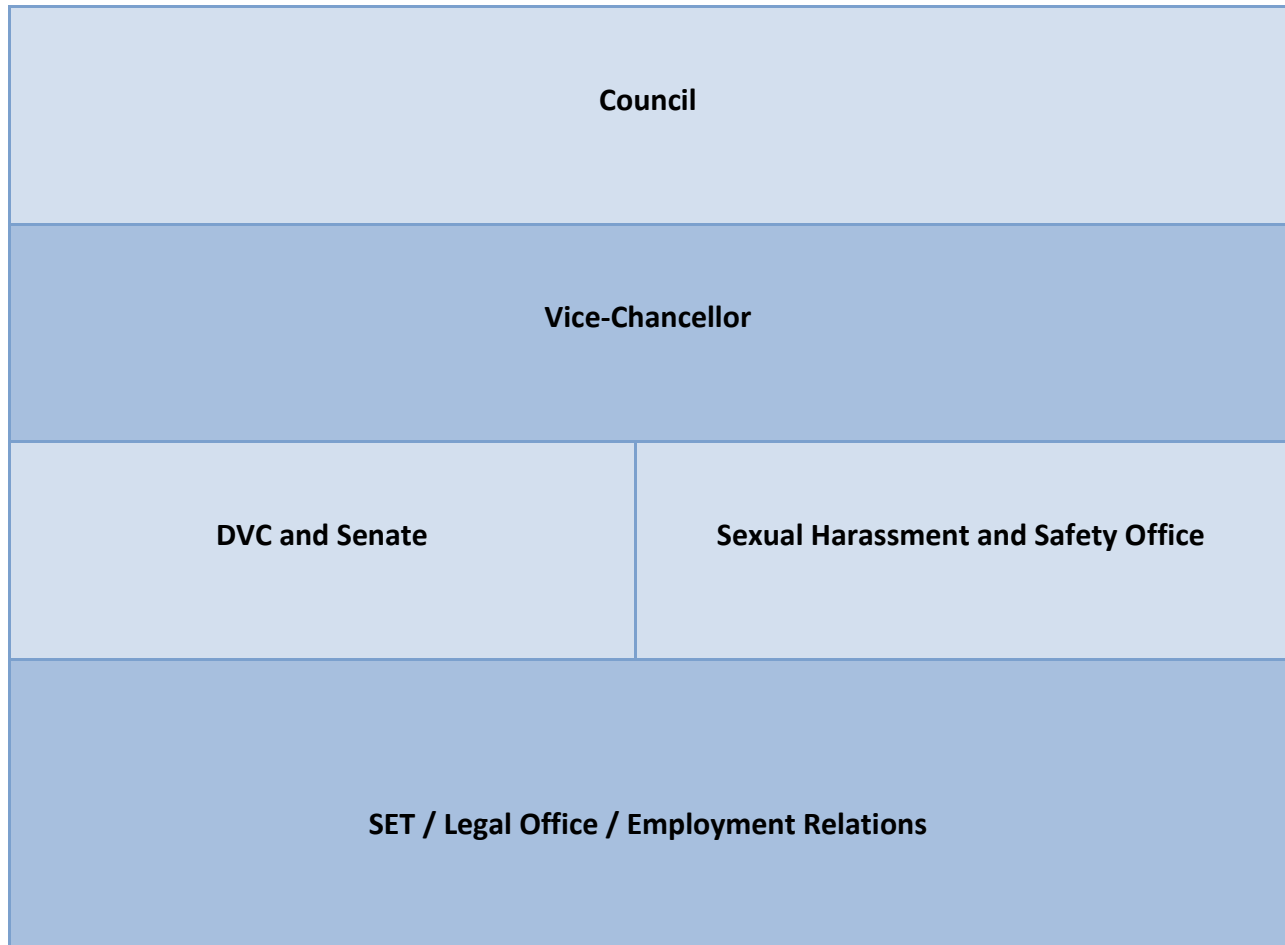 Council
Vice-Chancellor
DVC and Senate
Sexual Harassment and Safety Office
SET / Legal Office / Employment Relations